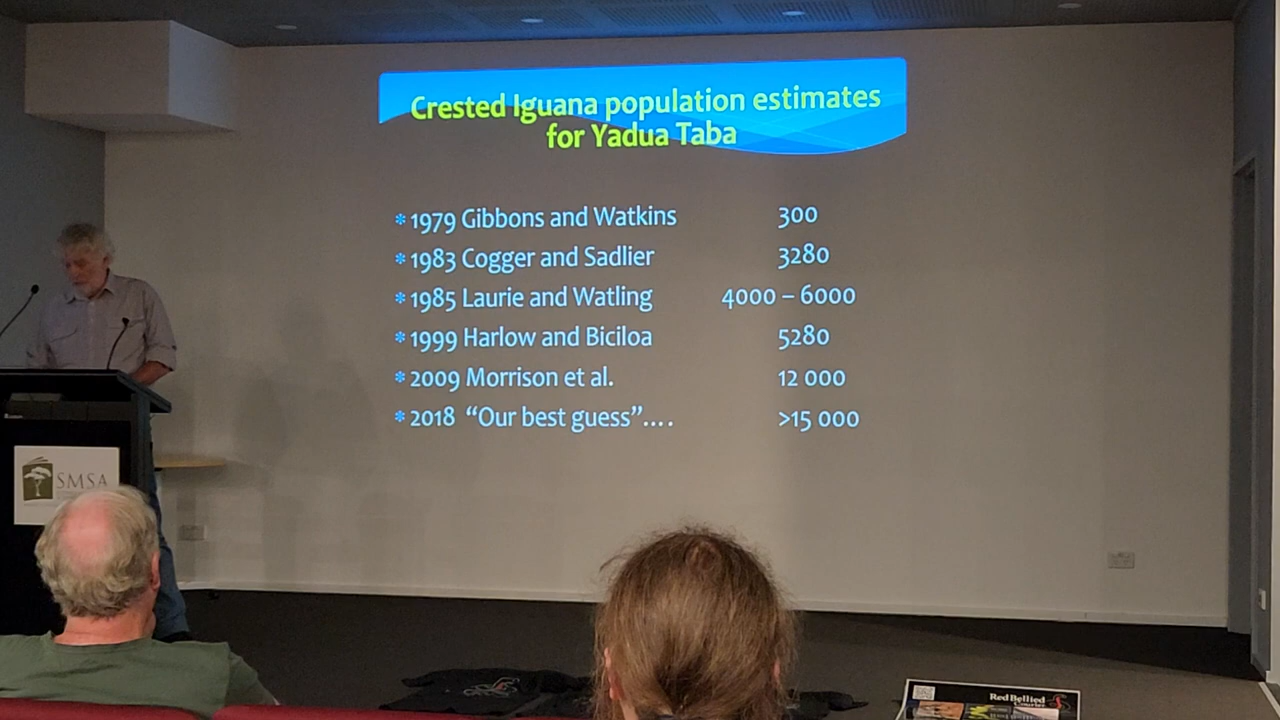 Crested Iguana population estimates
for Yadua Taba
* 1979 Gibbons and Watkins 300
* 1983 Cogger and Sadlier 3280
* 1985 Laurie and Watling 4000 – 6000
* 1999 Harlow and Biciloa 5280
* 2009 Morrison et al. 12 000
* 2018 “Our best guess”.... >15 000
SMSA
Red Bellied
Courier